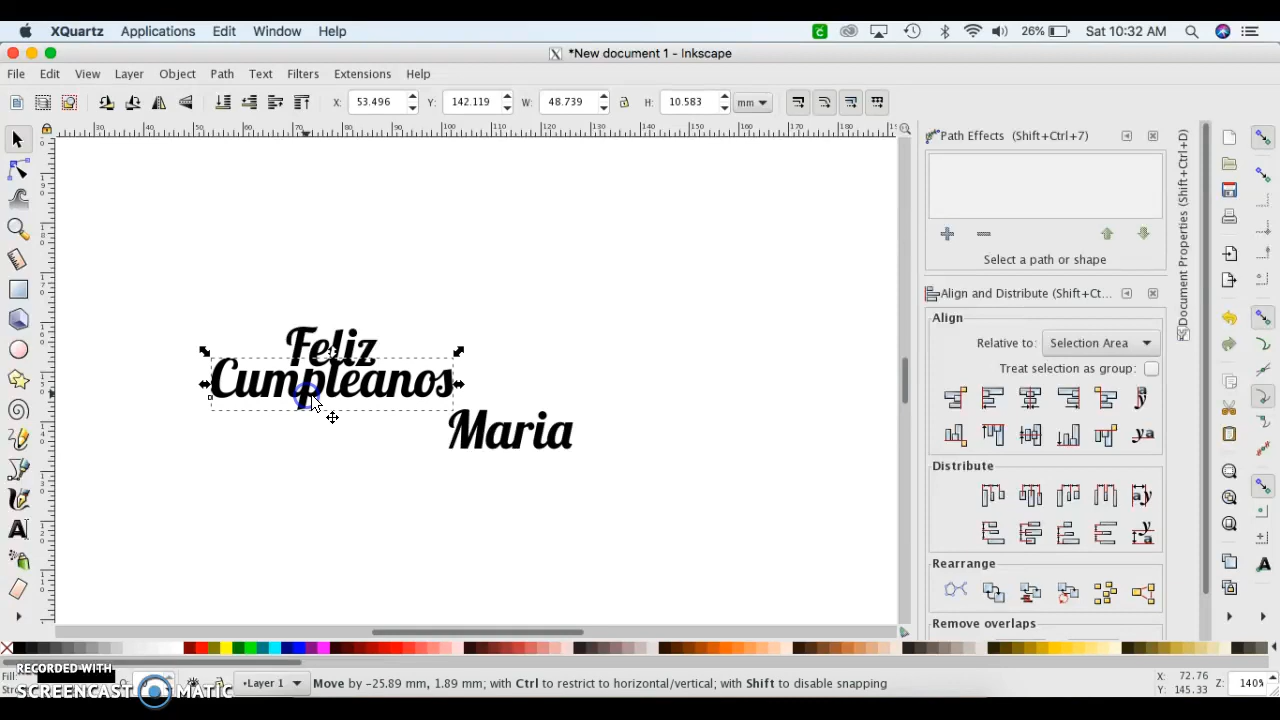 XQuartz Applications Edit Window Help 26% Sat 10:32 AM
*New document 1 - Inkscape
File Edit View Layer Object Path Text Filters Extensions Help
X: 53.496 Y: 142.119 W: 48.739 H: 10.583 mm
Path Effects (Shift+Ctrl+7)
Select a path or shape
Align and Distribute (Shift+Ct...
Document Properties (Shift+Ctrl+D)
Align
Relative to: Selection Area
Treat selection as group:
Distribute
Rearrange
Remove overlaps
Feliz
Cumpleanos
Maria
RECORDED WITH
SCREENCAST MATIC
Fill:
•Layer 1
Move by -25.89 mm, 1.89 mm; with Ctrl to restrict to horizontal/vertical; with Shift to disable snapping
X: 72.76
Y: 145.33
Z: 140%